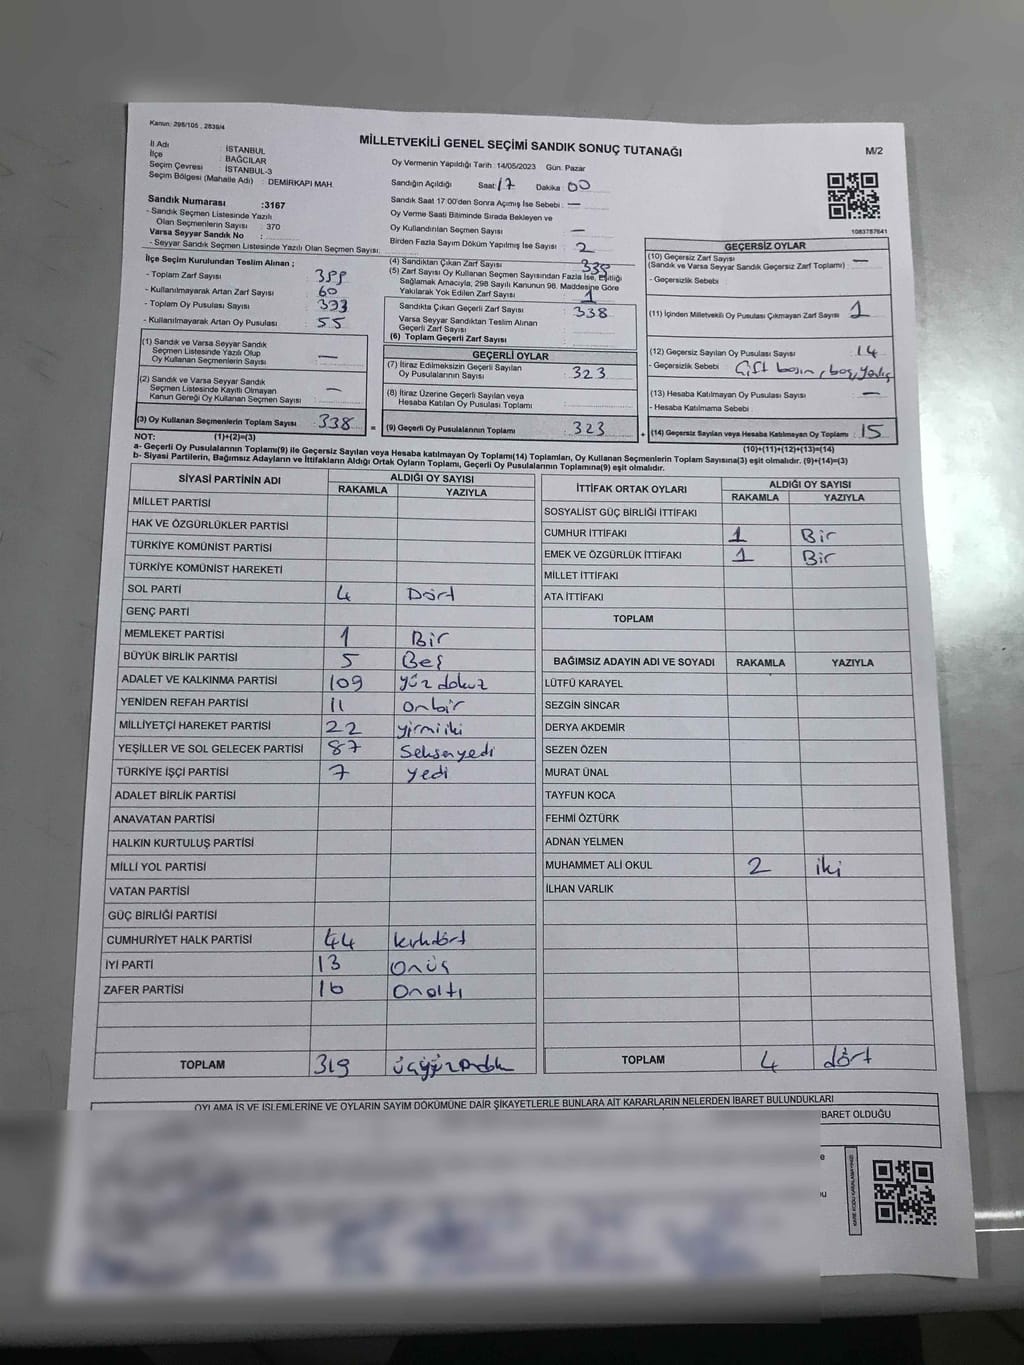 Kanun: 298/105 , 2839/4
MİLLETVEKİLİ GENEL SEÇİMİ SANDIK SONUÇ TUTANAĞI
M/2
İl Adı : İSTANBUL
İlçe : BAĞCILAR
Seçim Çevresi : İSTANBUL-3
Seçim Bölgesi (Mahalle Adı) : DEMİRKAPI MAH.
Sandık Numarası :3167
- Sandık Seçmen Listesinde Yazılı
Olan Seçmenlerin Sayısı : 370
Varsa Seyyar Sandık No :
- Seyyar Sandık Seçmen Listesinde Yazılı Olan Seçmen Sayısı:
İlçe Seçim Kurulundan Teslim Alınan ;
- Toplam Zarf Sayısı : 399
- Kullanılmayarak Artan Zarf Sayısı : 60
- Toplam Oy Pusulası Sayısı : 393
- Kullanılmayarak Artan Oy Pusulası : 55
Oy Vermenin Yapıldığı Tarih : 14/05/2023 Gün: Pazar
Sandığın Açıldığı Saat: 17 Dakika: 00
Sandık Saat 17:00'den Sonra Açımış İse Sebebi : —
Oy Verme Saati Bitiminde Sırada Bekleyen ve
Oy Kullandırılan Seçmen Sayısı : —
Birden Fazla Sayım Döküm Yapılmış İse Sayısı : 2
(4) Sandıktan Çıkan Zarf Sayısı : 339
(5) Zarf Sayısı Oy Kullanan Seçmen Sayısından Fazla İse, Eşitliği
Sağlamak Amacıyla, 298 Sayılı Kanunun 98. Maddesine Göre
Yakılarak Yok Edilen Zarf Sayısı : 1
Sandıkta Çıkan Geçerli Zarf Sayısı : 338
Varsa Seyyar Sandıktan Teslim Alınan
Geçerli Zarf Sayısı :
(6) Toplam Geçerli Zarf Sayısı :
1083787641
GEÇERSİZ OYLAR
(10) Geçersiz Zarf Sayısı
(Sandık ve Varsa Seyyar Sandık Geçersiz Zarf Toplamı) : —
- Geçersizlik Sebebi :
(11) İçinden Milletvekili Oy Pusulası Çıkmayan Zarf Sayısı : 1
(12) Geçersiz Sayılan Oy Pusulası Sayısı : 14
- Geçersizlik Sebebi : Çift basım, boş,
(13) Hesaba Katılmayan Oy Pusulası Sayısı : —
- Hesaba Katılmama Sebebi :
(14) Geçersiz Sayılan veya Hesaba Katılmayan Oy Toplamı : 15
(1) Sandık ve Varsa Seyyar Sandık
Seçmen Listesinde Yazılı Olup
Oy Kullanan Seçmenlerin Sayısı : —
(2) Sandık ve Varsa Seyyar Sandık
Seçmen Listesinde Kayıtlı Olmayan
Kanun Gereği Oy Kullanan Seçmen Sayısı : —
(3) Oy Kullanan Seçmenlerin Toplam Sayısı : 338 =
GEÇERLİ OYLAR
(7) İtiraz Edilmeksizin Geçerli Sayılan
Oy Pusulalarının Sayısı : 323
(8) İtiraz Üzerine Geçerli Sayılan veya
Hesaba Katılan Oy Pusulası Toplamı :
(9) Geçerli Oy Pusulalarının Toplamı : 323 +
NOT: (1)+(2)=(3) (10)+(11)+(12)+(13)=(14)
a- Geçerli Oy Pusulalarının Toplamı(9) ile Geçersiz Sayılan veya Hesaba katılmayan Oy Toplamı(14) Toplamları, Oy Kullanan Seçmenlerin Toplam Sayısına(3) eşit olmalıdır. (9)+(14)=(3)
b- Siyasi Partilerin, Bağımsız Adayların ve İttifakların Aldığı Ortak Oyların Toplamı, Geçerli Oy Pusulalarının Toplamına(9) eşit olmalıdır.
SİYASİ PARTİNİN ADI ALDIĞI OY SAYISI
RAKAMLA YAZIYLA
MİLLET PARTİSİ
HAK VE ÖZGÜRLÜKLER PARTİSİ
TÜRKİYE KOMÜNİST PARTİSİ
TÜRKİYE KOMÜNİST HAREKETİ
SOL PARTİ 4 Dört
GENÇ PARTİ
MEMLEKET PARTİSİ 1 Bir
BÜYÜK BİRLİK PARTİSİ 5 Beş
ADALET VE KALKINMA PARTİSİ 109 yüz dokuz
YENİDEN REFAH PARTİSİ 11 onbir
MİLLİYETÇİ HAREKET PARTİSİ 22 yirmi iki
YEŞİLLER VE SOL GELECEK PARTİSİ 87 Seksenyedi
TÜRKİYE İŞÇİ PARTİSİ 7 yedi
ADALET BİRLİK PARTİSİ
ANAVATAN PARTİSİ
HALKIN KURTULUŞ PARTİSİ
MİLLİ YOL PARTİSİ
VATAN PARTİSİ
GÜÇ BİRLİĞİ PARTİSİ
CUMHURİYET HALK PARTİSİ 44 kırkdört
İYİ PARTİ 13 Onüç
ZAFER PARTİSİ 16 Onaltı
TOPLAM 319
İTTİFAK ORTAK OYLARI ALDIĞI OY SAYISI
RAKAMLA YAZIYLA
SOSYALİST GÜÇ BİRLİĞİ İTTİFAKI
CUMHUR İTTİFAKI 1 Bir
EMEK VE ÖZGÜRLÜK İTTİFAKI 1 Bir
MİLLET İTTİFAKI
ATA İTTİFAKI
TOPLAM
BAĞIMSIZ ADAYIN ADI VE SOYADI RAKAMLA YAZIYLA
LÜTFÜ KARAYEL
SEZGİN SİNCAR
DERYA AKDEMİR
SEZEN ÖZEN
MURAT ÜNAL
TAYFUN KOCA
FEHMİ ÖZTÜRK
ADNAN YELMEN
MUHAMMET ALİ OKUL 2 iki
İLHAN VARLIK
TOPLAM 4 dört
OYLAMA İŞ VE İŞLEMLERİNE VE OYLARIN SAYIM DÖKÜMÜNE DAİR ŞİKAYETLERLE BUNLARA AİT KARARLARIN NELERDEN İBARET BULUNDUKLARI
BARET OLDUĞU